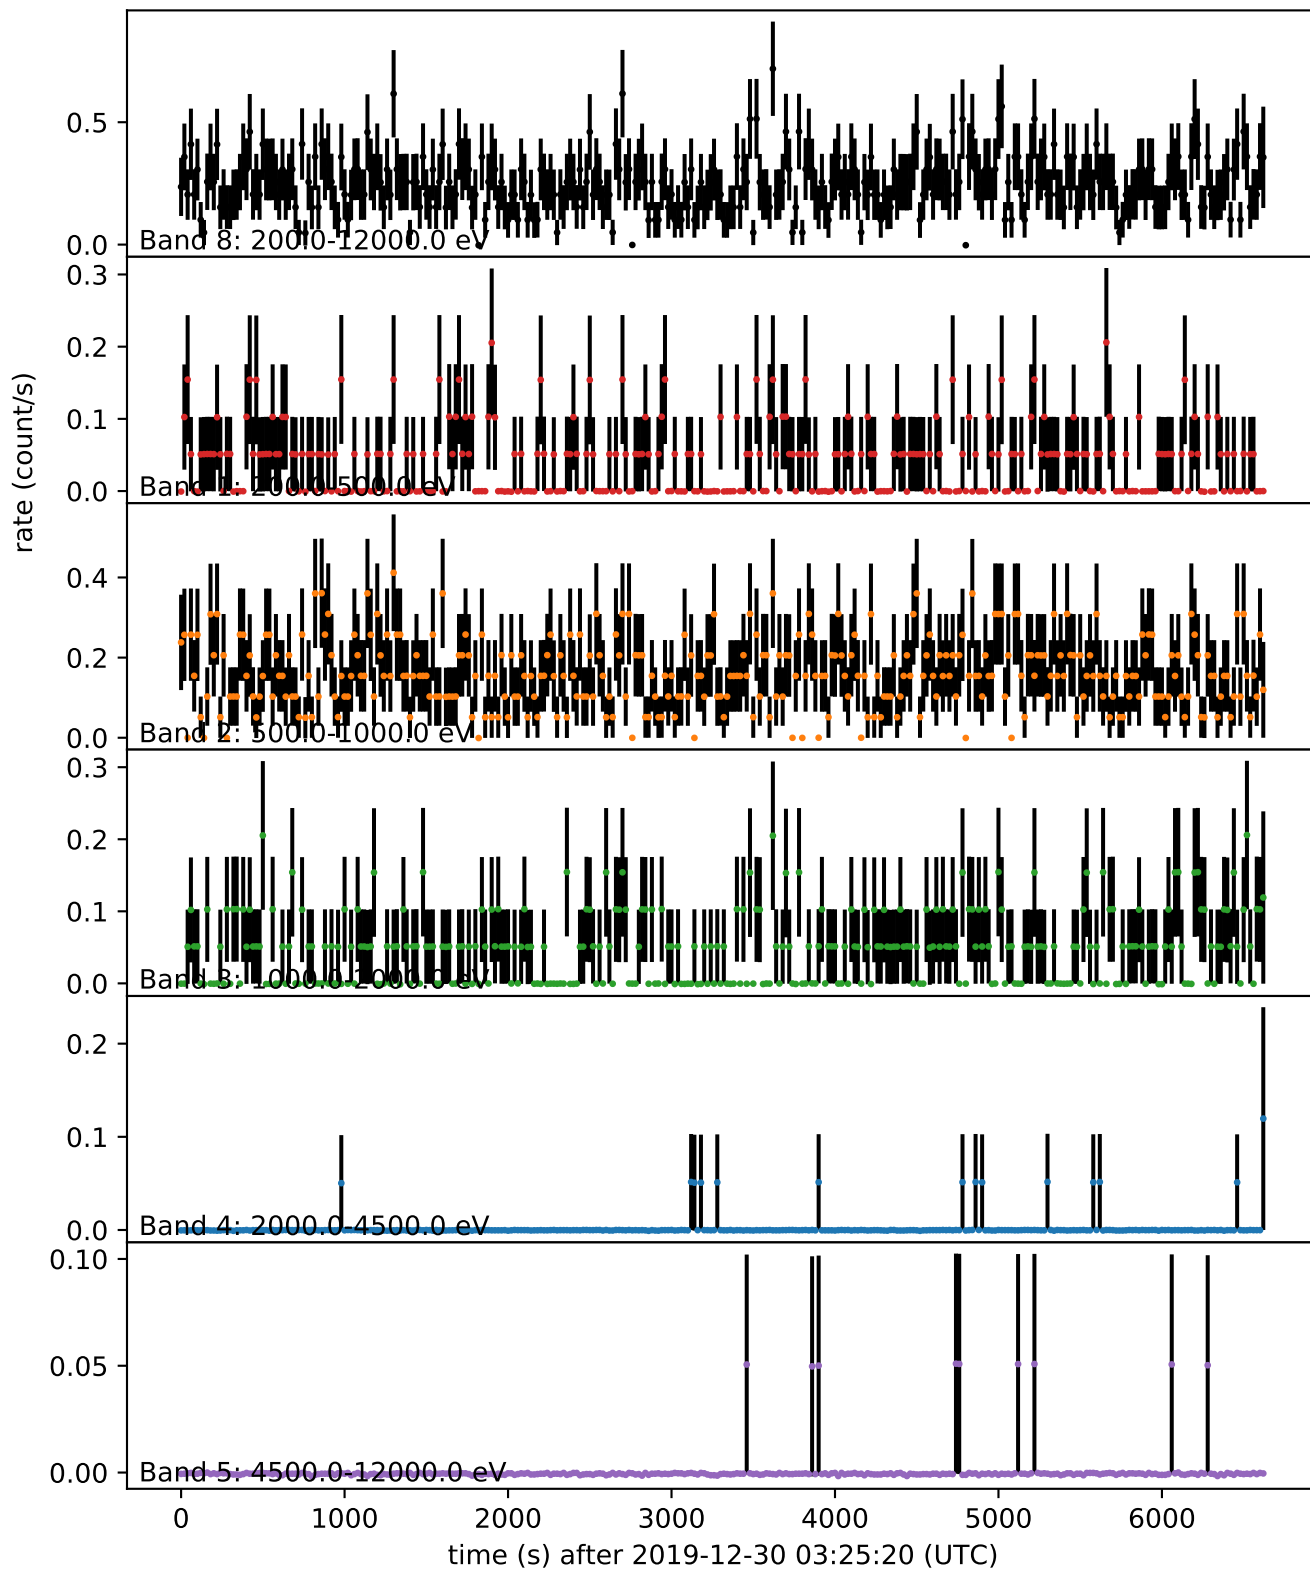 0.5
0.0
Band 8: 200.0-12000.0 eV
0.3
0.2
0.1
0.0
Band 1: 200.0-500.0 eV
rate (count/s)
0.4
0.2
0.0
Band 2: 500.0-1000.0 eV
0.3
0.2
0.1
0.0
Band 3: 1000.0-2000.0 eV
0.2
0.1
0.0
Band 4: 2000.0-4500.0 eV
0.10
0.05
0.00
Band 5: 4500.0-12000.0 eV
0 1000 2000 3000 4000 5000 6000
time (s) after 2019-12-30 03:25:20 (UTC)